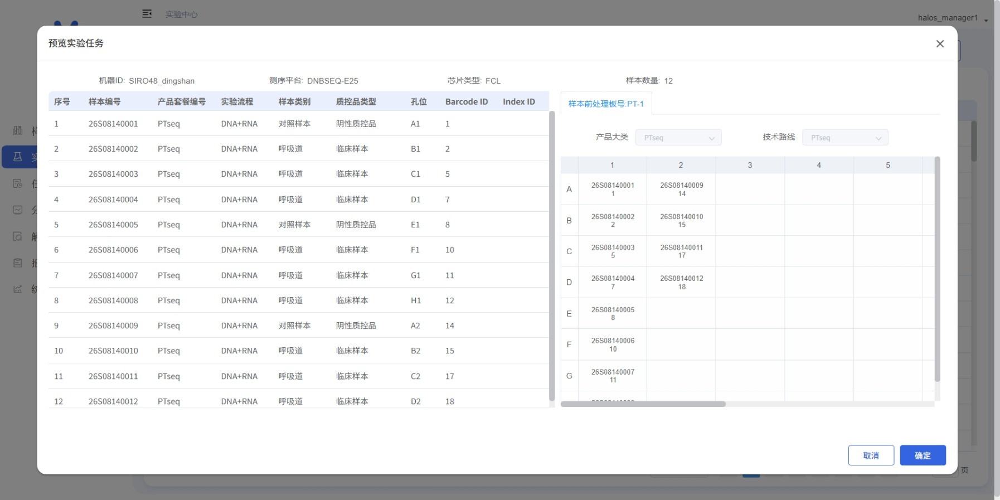 实验中心
halos_manager1
预览实验任务
机器ID: SIRO48_dingshan 测序平台: DNBSEQ-E25 芯片类型: FCL 样本数量: 12
序号 样本编号 产品套餐编号 实验流程 样本类别 质控品类型 孔位 Barcode ID Index ID
1 26S08140001 PTseq DNA+RNA 对照样本 阴性质控品 A1 1
2 26S08140002 PTseq DNA+RNA 呼吸道 临床样本 B1 2
3 26S08140003 PTseq DNA+RNA 呼吸道 临床样本 C1 5
4 26S08140004 PTseq DNA+RNA 呼吸道 临床样本 D1 7
5 26S08140005 PTseq DNA+RNA 对照样本 阴性质控品 E1 8
6 26S08140006 PTseq DNA+RNA 呼吸道 临床样本 F1 10
7 26S08140007 PTseq DNA+RNA 呼吸道 临床样本 G1 11
8 26S08140008 PTseq DNA+RNA 呼吸道 临床样本 H1 12
9 26S08140009 PTseq DNA+RNA 对照样本 阴性质控品 A2 14
10 26S08140010 PTseq DNA+RNA 呼吸道 临床样本 B2 15
11 26S08140011 PTseq DNA+RNA 呼吸道 临床样本 C2 17
12 26S08140012 PTseq DNA+RNA 呼吸道 临床样本 D2 18
样本前处理板号:PT-1
产品大类 PTseq 技术路线 PTseq
1 2 3 4 5
A 26S08140001 26S08140009
1 14
B 26S08140002 26S08140010
2 15
C 26S08140003 26S08140011
5 17
D 26S08140004 26S08140012
7 18
E 26S08140005
8
F 26S08140006
10
G 26S08140007
11
取消 确定
页